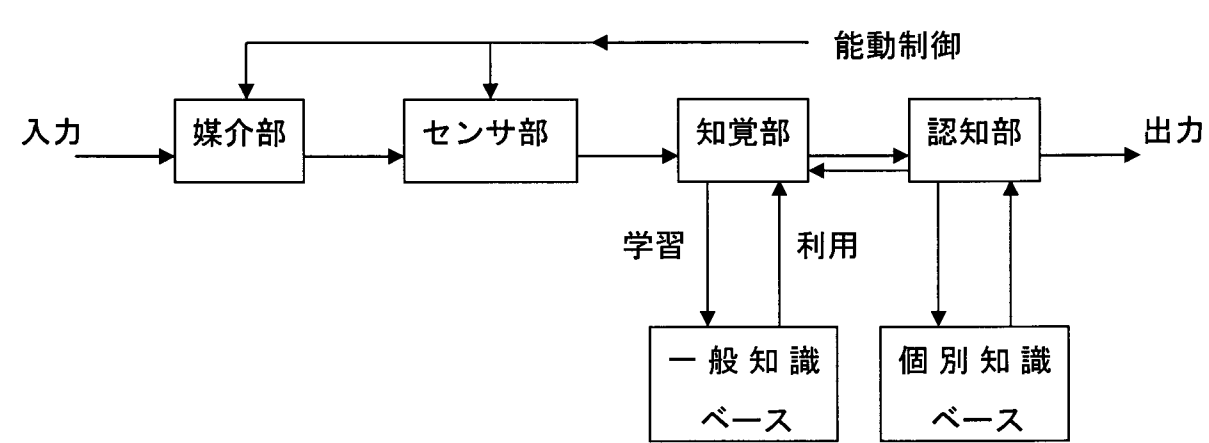 能動制御
入力
媒介部
センサ部
知覚部
認知部
出力
学習
利用
一般知識
ベース
個別知識
ベース